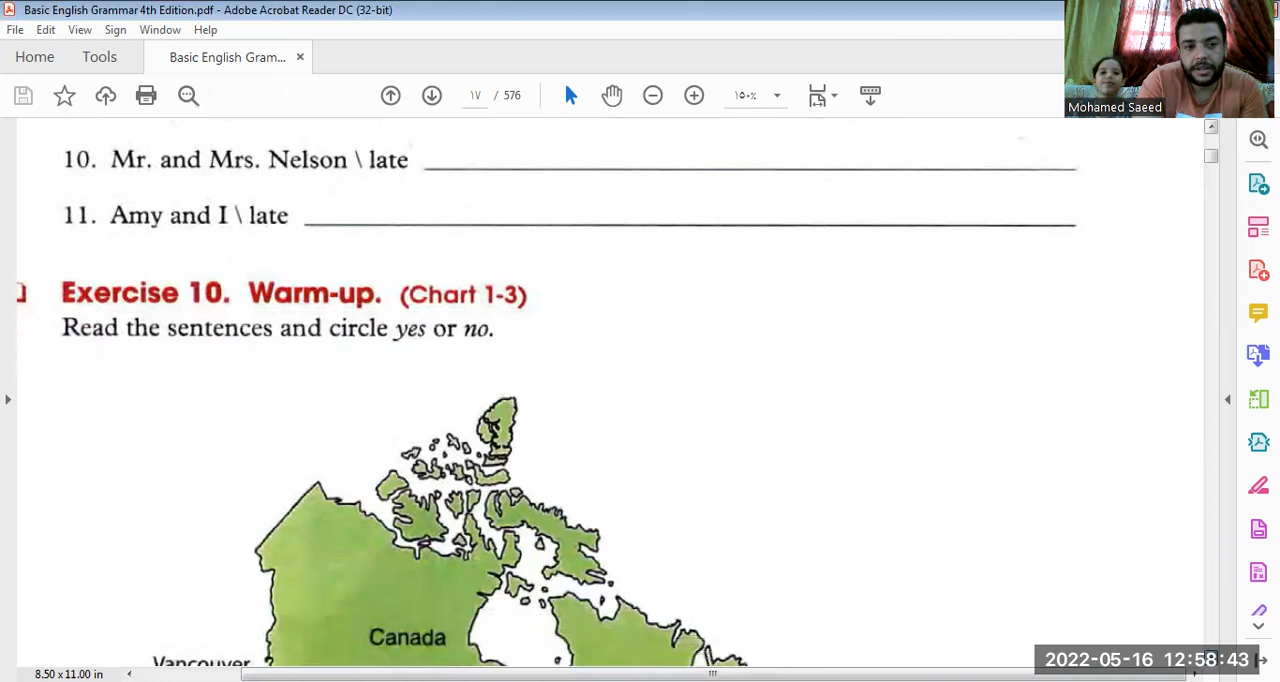 Basic English Grammar 4th Edition.pdf - Adobe Acrobat Reader DC (32-bit)
File Edit View Sign Window Help
Home Tools Basic English Gram... ×
١٧ / 576 ١٥٠٪
Mohamed Saeed
10. Mr. and Mrs. Nelson \ late
11. Amy and I \ late
Exercise 10. Warm-up. (Chart 1-3)
Read the sentences and circle yes or no.
Canada
Vancouver
2022-05-16 12:58:43
8.50 x 11.00 in